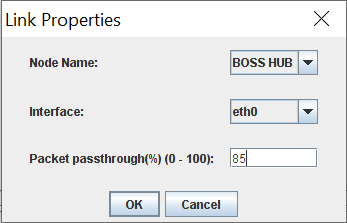 Link Properties
Node Name: BOSS HUB
Interface: eth0
Packet passthrough(%) (0 - 100): 85
OK Cancel